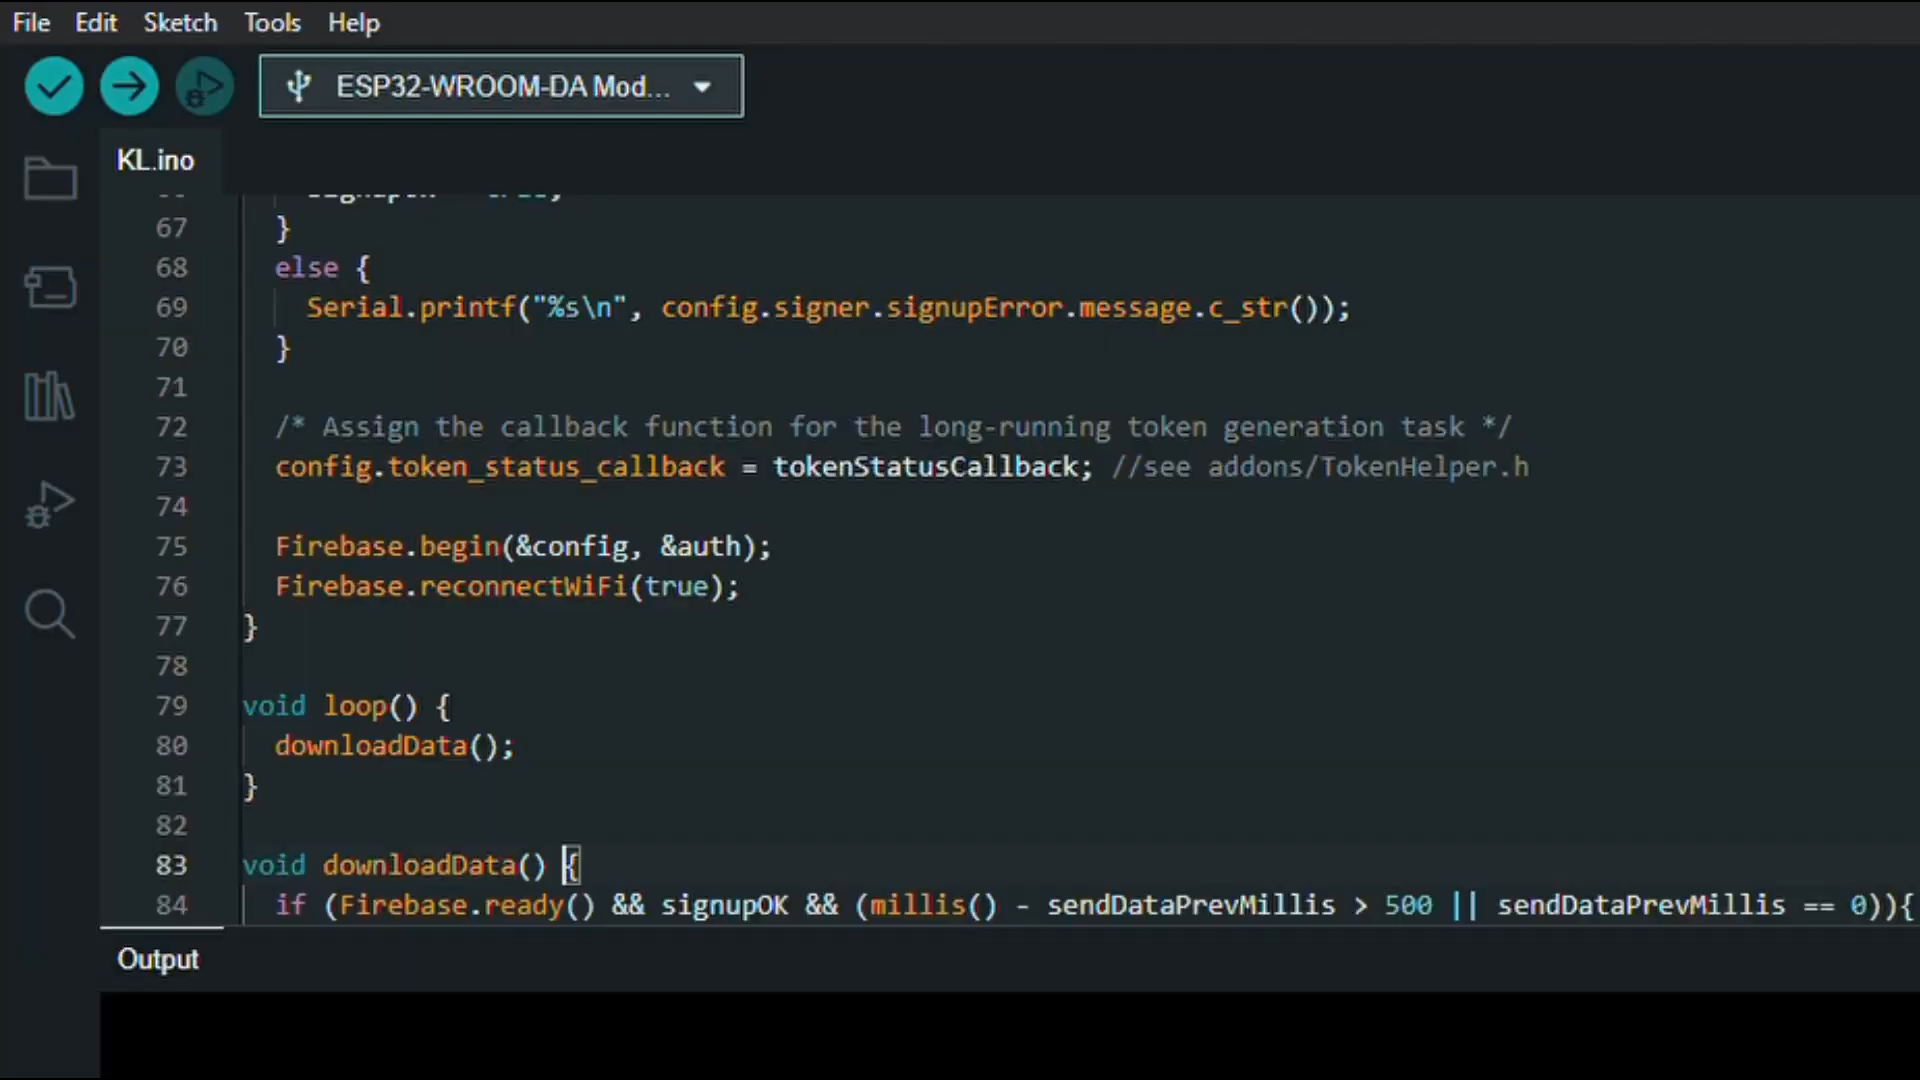 File Edit Sketch Tools Help
ESP32-WROOM-DA Mod...
KL.ino
67 }
68 else {
69 Serial.printf("%s\n", config.signer.signupError.message.c_str());
70 }
71
72 /* Assign the callback function for the long-running token generation task */
73 config.token_status_callback = tokenStatusCallback; //see addons/TokenHelper.h
74
75 Firebase.begin(&config, &auth);
76 Firebase.reconnectWiFi(true);
77 }
78
79 void loop() {
80 downloadData();
81 }
82
83 void downloadData() {
84 if (Firebase.ready() && signupOK && (millis() - sendDataPrevMillis > 500 || sendDataPrevMillis == 0)){
Output